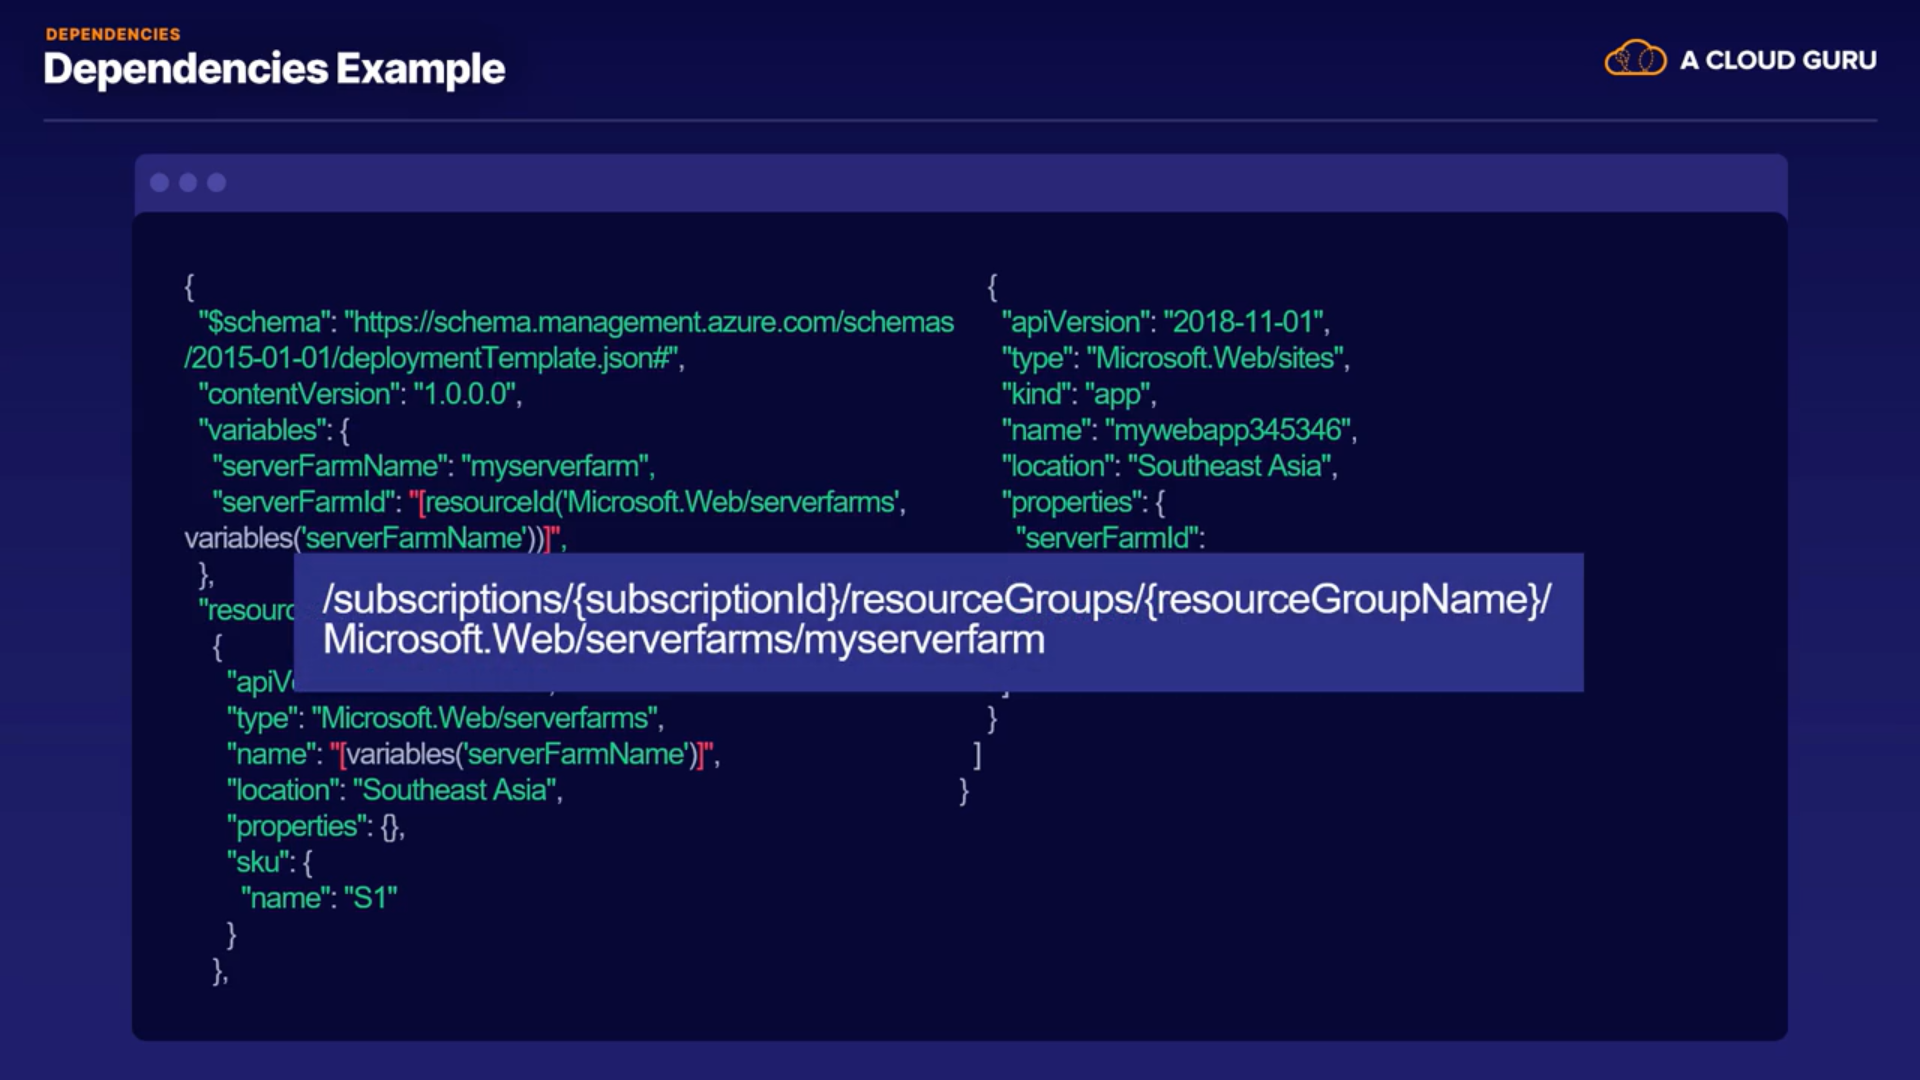 DEPENDENCIES
Dependencies Example
A CLOUD GURU
{
"$schema": "https://schema.management.azure.com/schemas
/2015-01-01/deploymentTemplate.json#",
"contentVersion": "1.0.0.0",
"variables": {
"serverFarmName": "myserverfarm",
"serverFarmId": "[resourceId('Microsoft.Web/serverfarms',
variables('serverFarmName'))]",
},
"resourc
{
"apiV
"type": "Microsoft.Web/serverfarms",
"name": "[variables('serverFarmName')]",
"location": "Southeast Asia",
"properties": {},
"sku": {
"name": "S1"
}
},
{
"apiVersion": "2018-11-01",
"type": "Microsoft.Web/sites",
"kind": "app",
"name": "mywebapp345346",
"location": "Southeast Asia",
"properties": {
"serverFarmId":
]
}
]
}
/subscriptions/{subscriptionId}/resourceGroups/{resourceGroupName}/
Microsoft.Web/serverfarms/myserverfarm